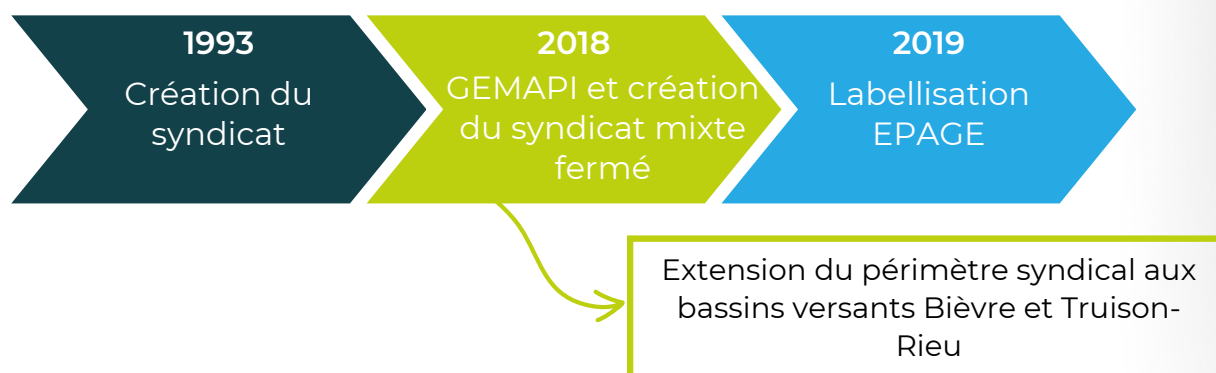 1993
Création du
syndicat
2018
GEMAPI et création
du syndicat mixte
fermé
2019
Labellisation
EPAGE
Extension du périmètre syndical aux
bassins versants Bièvre et Truison-
Rieu